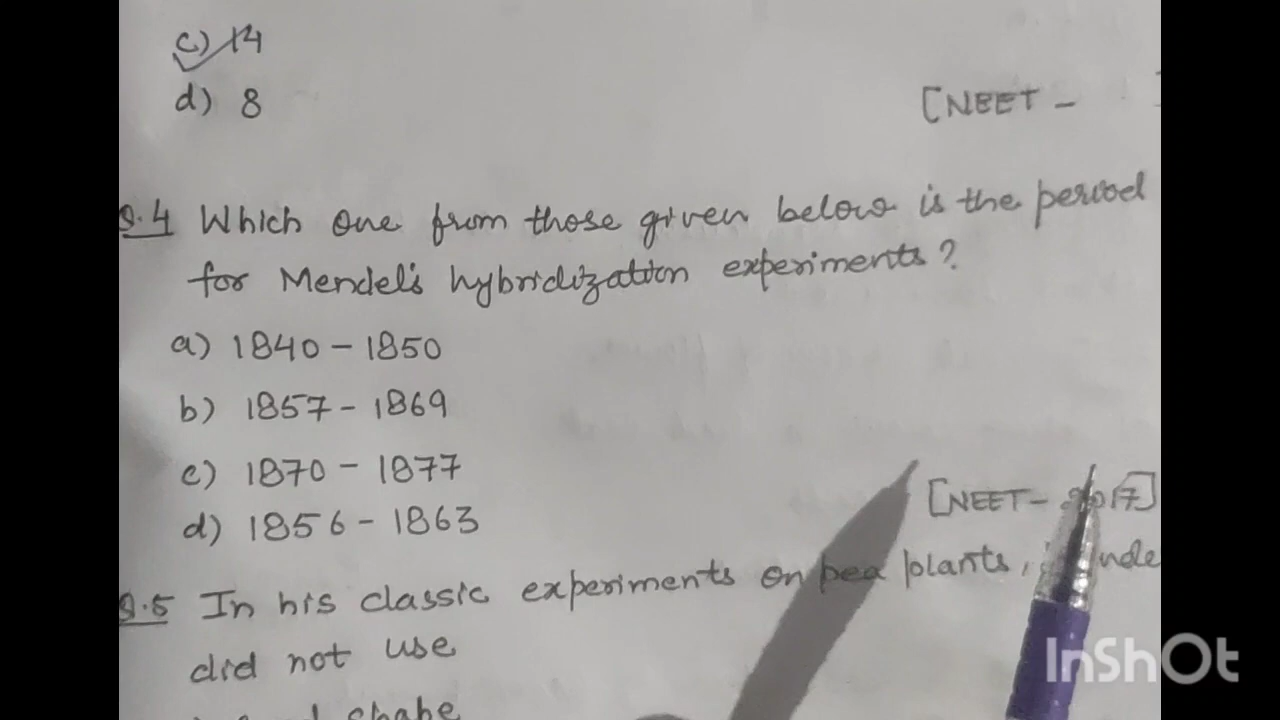 c) 14
d) 8
[NEET -
Q.4 Which one from those given below is the period
for Mendel's hybridization experiments?
a) 1840 - 1850
b) 1857 - 1869
c) 1870 - 1877
d) 1856 - 1863
[NEET - 2017]
Q.5 In his classic experiments on pea plants,
did not use
shape
InShOt